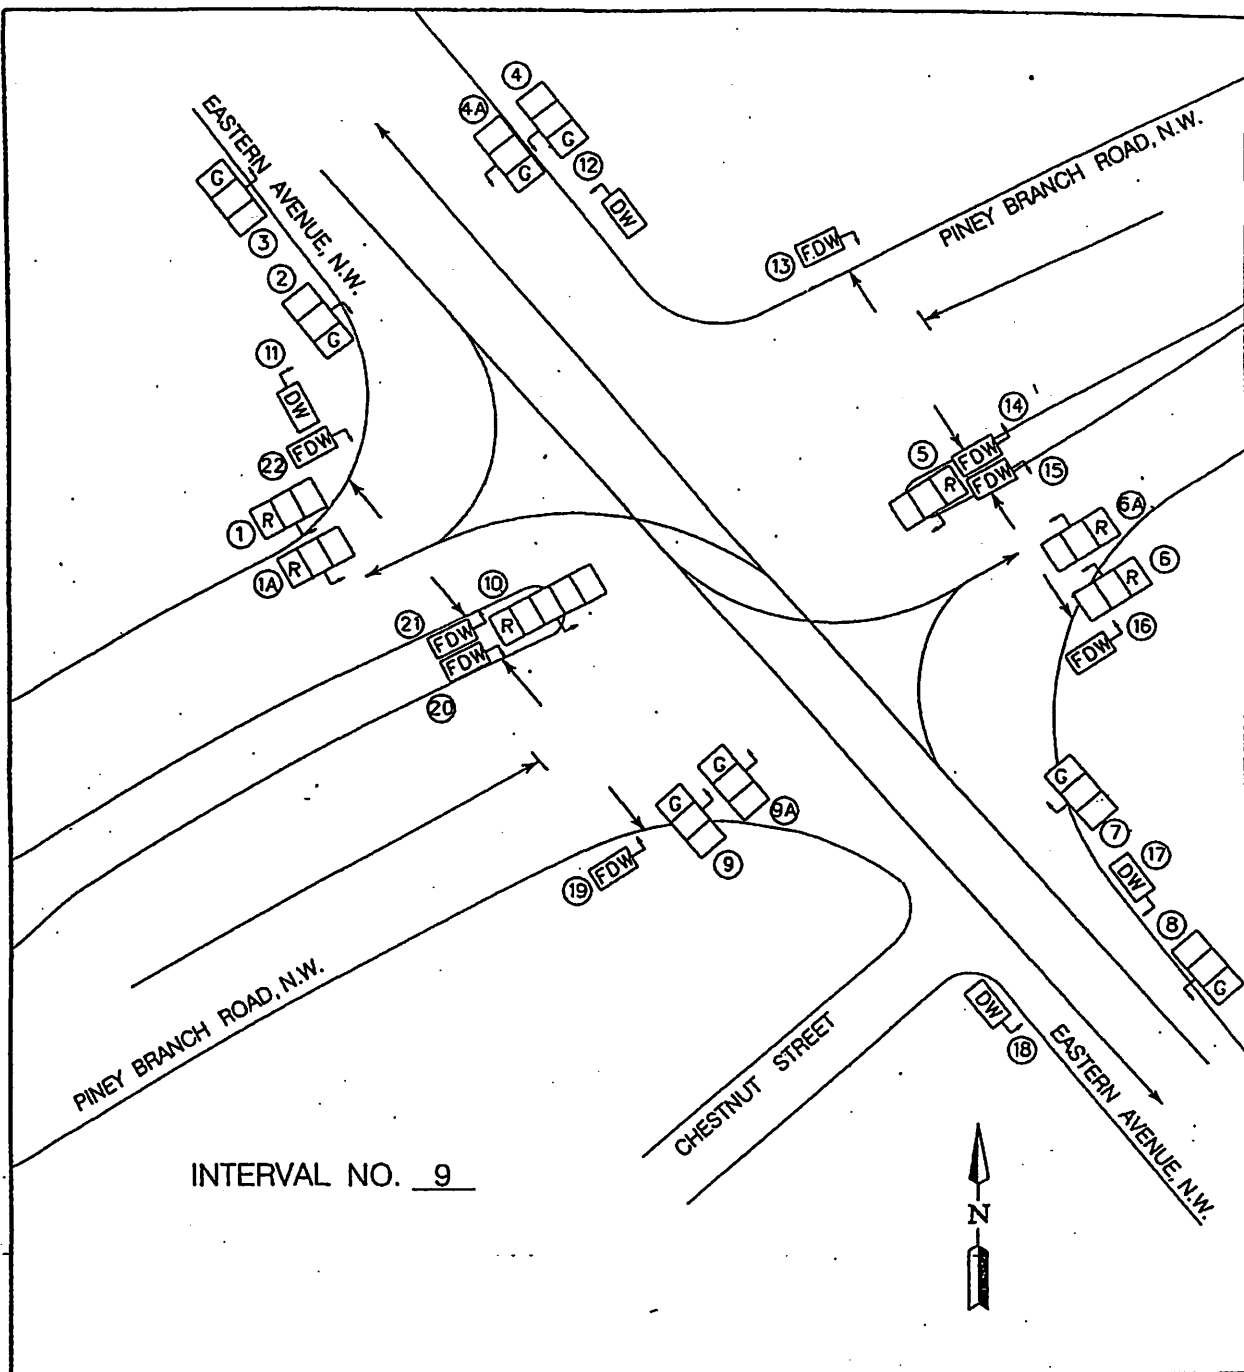 4
4A
G
G
12
DW
EASTERN AVENUE, N.W.
G
3
2
G
11
DW
22
FDW
R
1
R
1A
13
FDW
PINEY BRANCH ROAD, N.W.
14
FDW
5
R
FDW
15
6A
R
R
6
16
FDW
10
R
21
FDW
FDW
20
G
9A
G
9
19
FDW
G
7
17
DW
8
G
DW
18
PINEY BRANCH ROAD, N.W.
CHESTNUT STREET
EASTERN AVENUE, N.W.
INTERVAL NO. 9
N